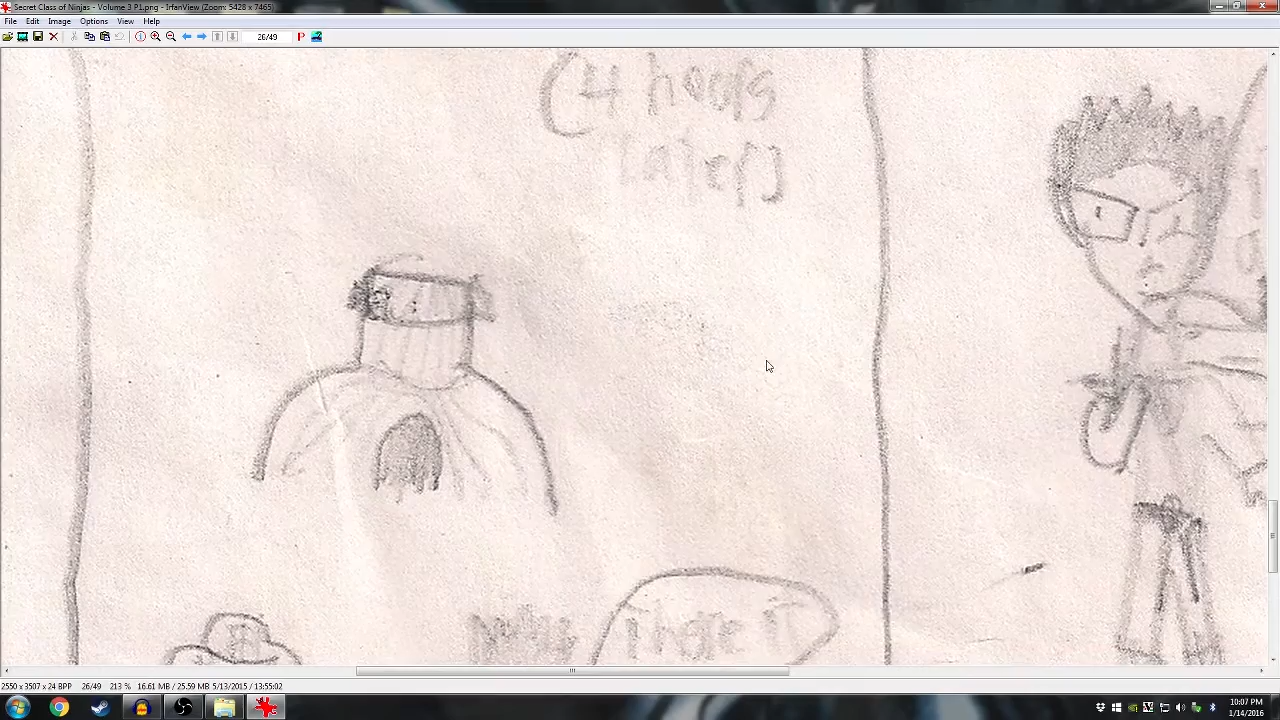 Secret Class of Ninjas - Volume 3 P1.png - IrfanView (Zoom: 5428 x 7465)
File Edit Image Options View Help
26/49
(4 hours
later)
there it
2550 x 3507 x 24 BPP 26/49 213 % 16.61 MB / 25.59 MB 5/13/2015 / 13:55:02
10:07 PM
1/14/2016